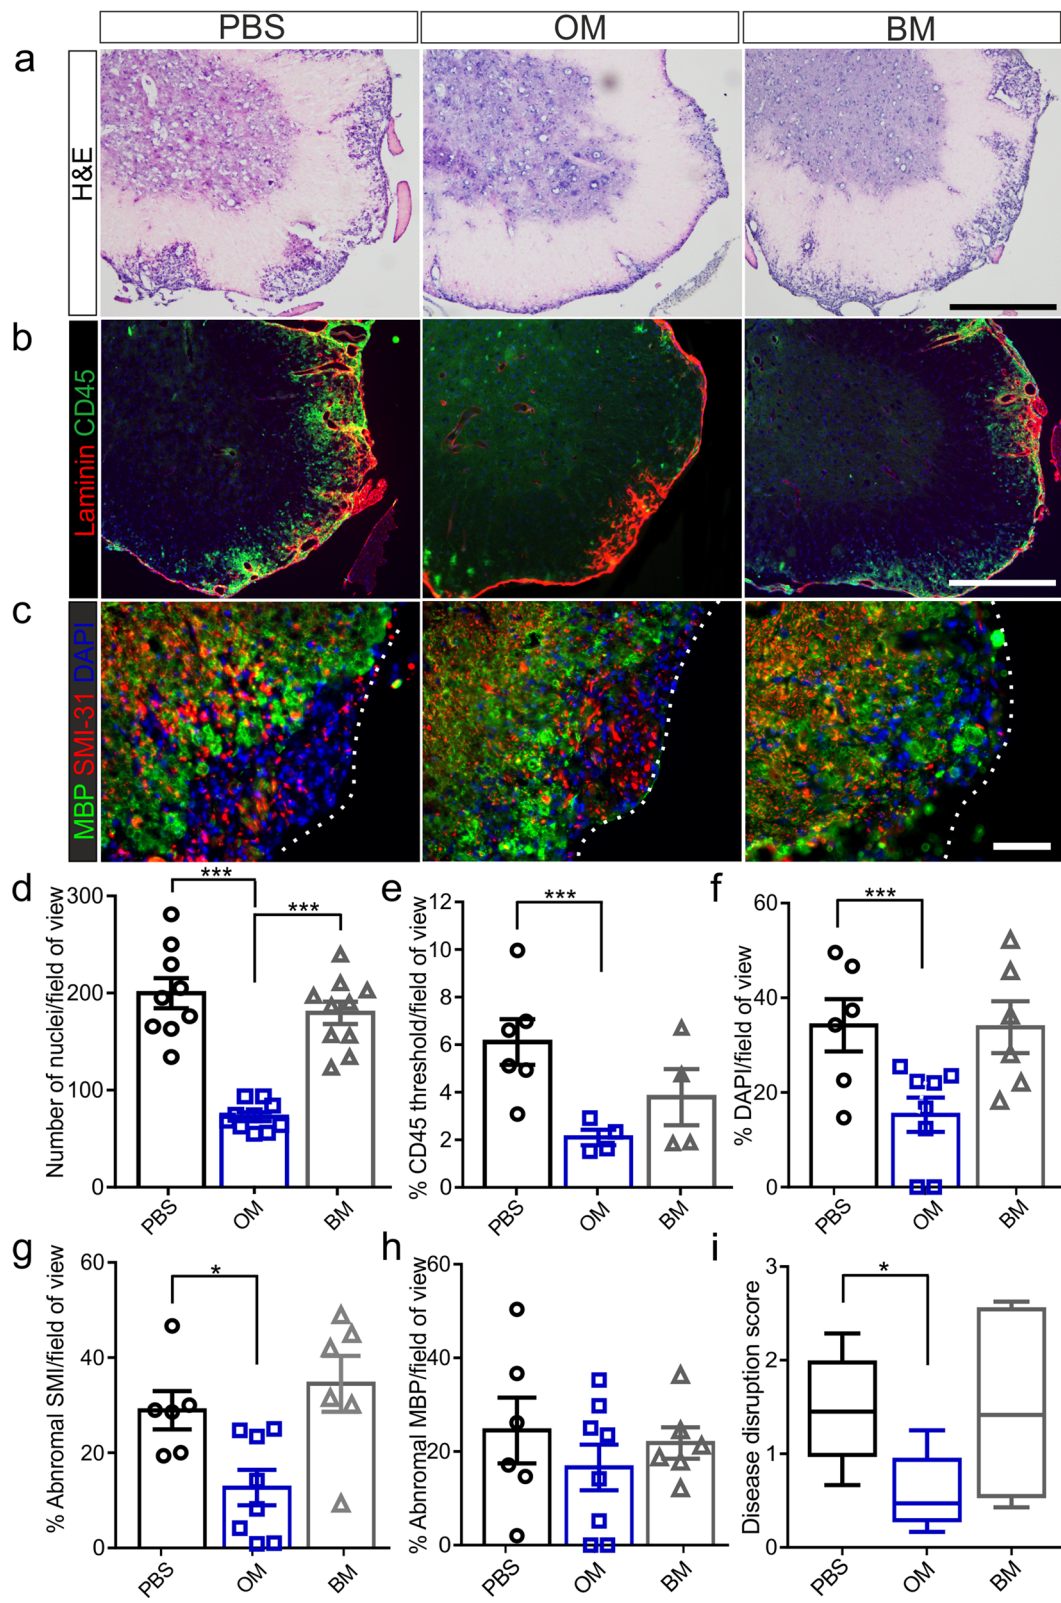 PBS OM BM
a
H&E
b
Laminin CD45
c
MBP SMI-31 DAPI
d
Number of nuclei/field of view
300
200
100
0
***
***
PBS OM BM
e
% CD45 threshold/field of view
12
10
8
6
4
2
0
***
PBS OM BM
f
% DAPI/field of view
60
40
20
0
***
PBS OM BM
g
% Abnromal SMI/field of view
60
40
20
0
*
PBS OM BM
h
% Abnromal MBP/field of view
60
40
20
0
PBS OM BM
i
Disease disruption score
3
2
1
0
*
PBS OM BM